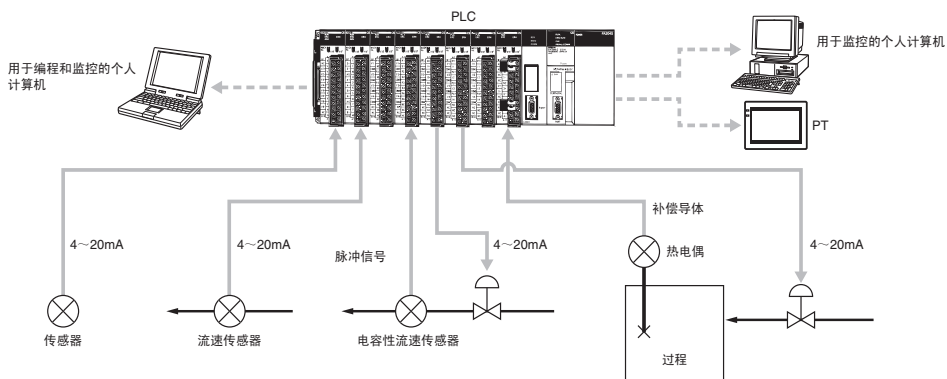 PLC
用于编程和监控的个人
计算机
用于监控的个人计算机
PT
补偿导体
4～20mA
4～20mA
脉冲信号
4～20mA
热电偶
4～20mA
传感器
流速传感器
电容性流速传感器
过程